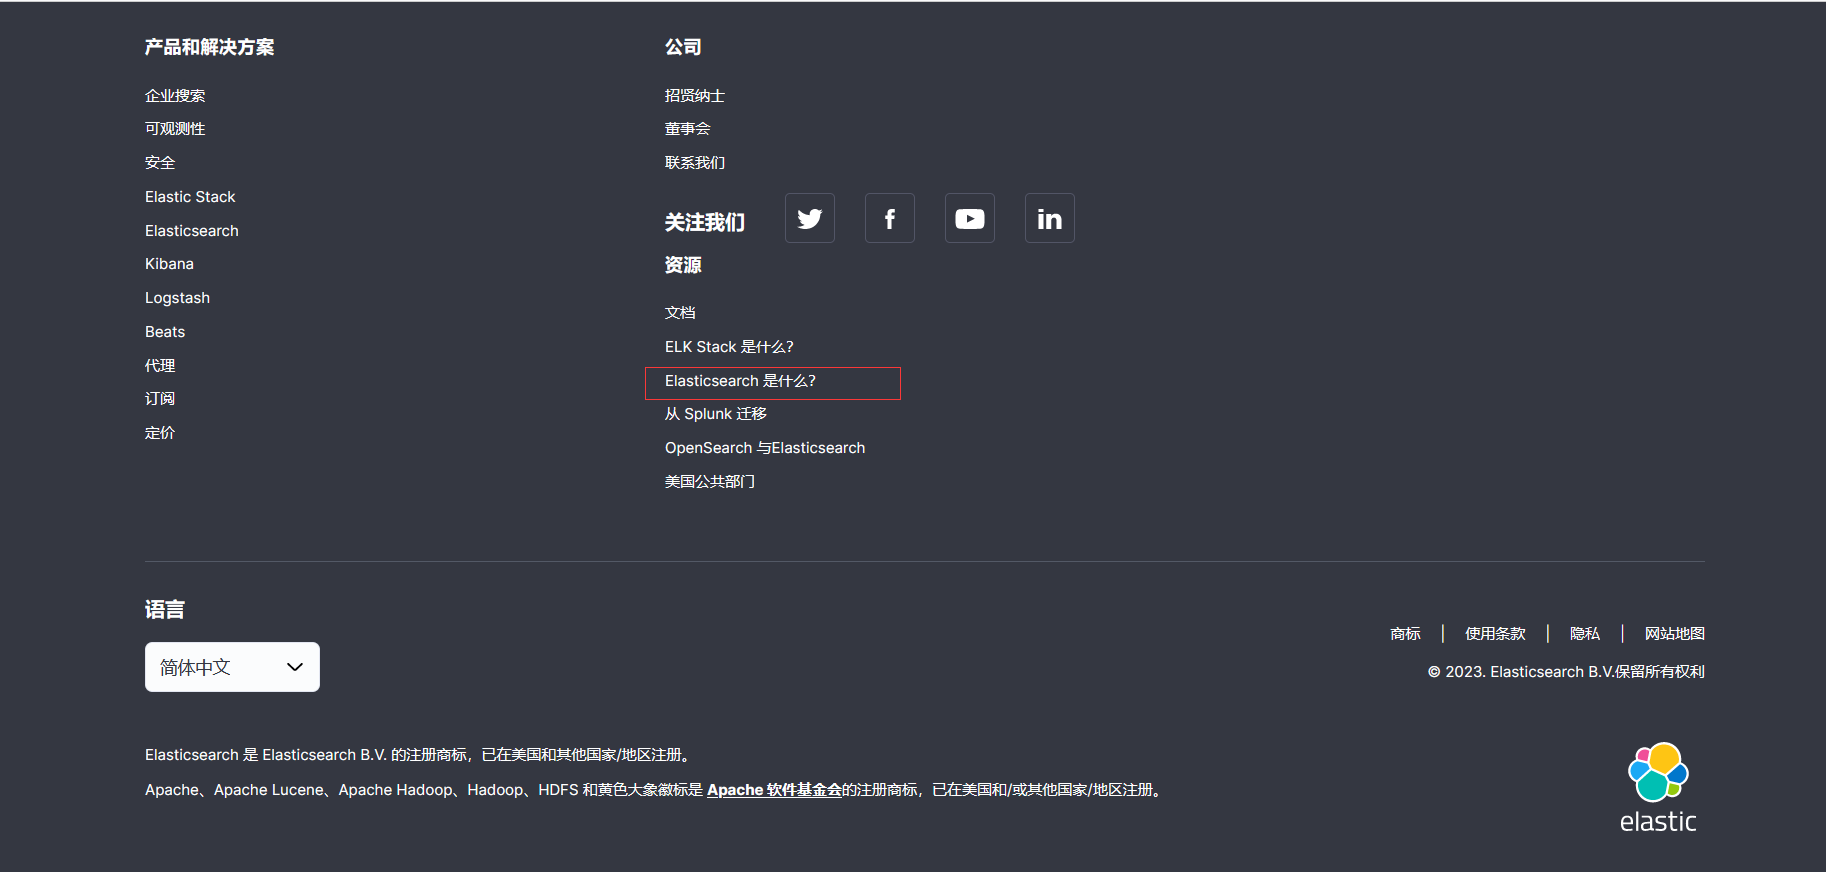 产品和解决方案
企业搜索
可观测性
安全
Elastic Stack
Elasticsearch
Kibana
Logstash
Beats
代理
订阅
定价
公司
招贤纳士
董事会
联系我们
关注我们
资源
文档
ELK Stack 是什么?
Elasticsearch 是什么?
从 Splunk 迁移
OpenSearch 与Elasticsearch
美国公共部门
语言
简体中文
商标 | 使用条款 | 隐私 | 网站地图
© 2023. Elasticsearch B.V.保留所有权利
Elasticsearch 是 Elasticsearch B.V. 的注册商标，已在美国和其他国家/地区注册。
Apache、Apache Lucene、Apache Hadoop、Hadoop、HDFS 和黄色大象徽标是 Apache 软件基金会的注册商标，已在美国和/或其他国家/地区注册。
elastic